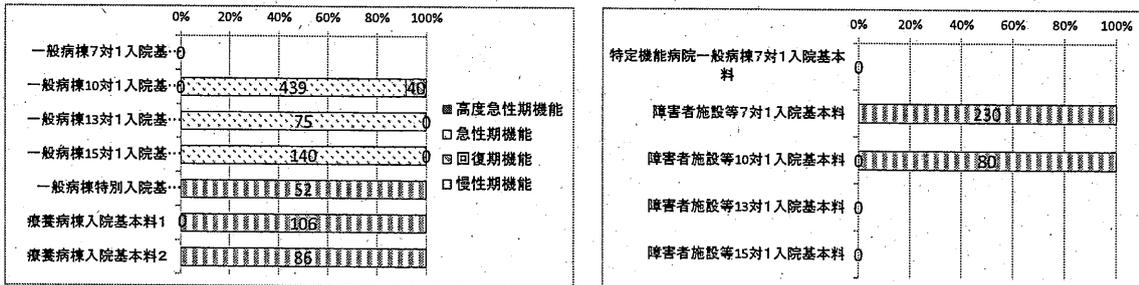 0% 20% 40% 60% 80% 100%
一般病棟7対1入院基… 0
一般病棟10対1入院基… 0 439 40
一般病棟13対1入院基… 75 0
一般病棟15対1入院基… 140 0
一般病棟特別入院基… 52
療養病棟入院基本料1 0 106
療養病棟入院基本料2 86
高度急性期機能
急性期機能
回復期機能
慢性期機能
0% 20% 40% 60% 80% 100%
特定機能病院一般病棟7対1入院基本
料 0
障害者施設等7対1入院基本料 230
障害者施設等10対1入院基本料 0 80
障害者施設等13対1入院基本料 0
障害者施設等15対1入院基本料 0